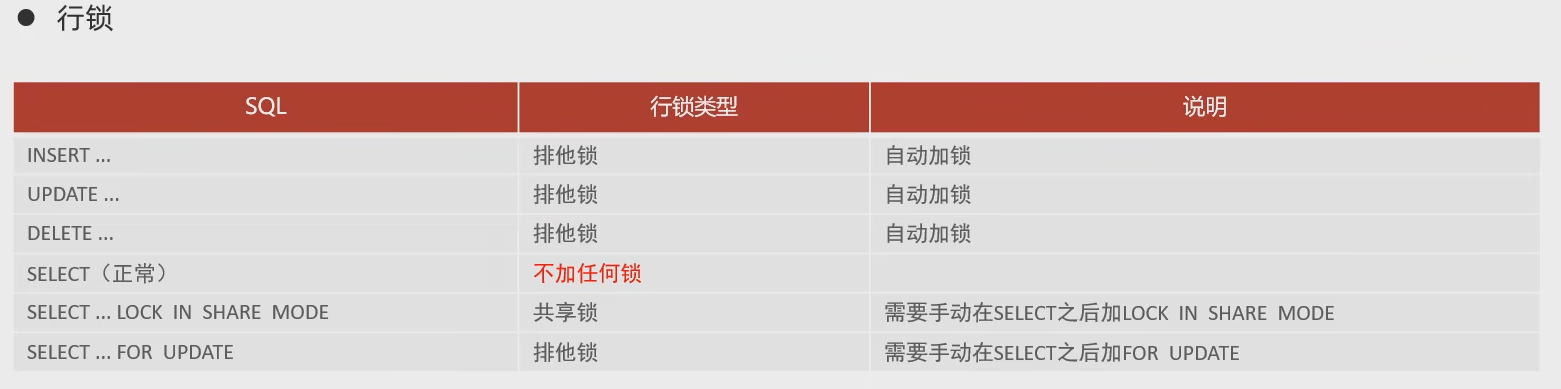 ● 行锁
SQL 行锁类型 说明
INSERT ... 排他锁 自动加锁
UPDATE ... 排他锁 自动加锁
DELETE ... 排他锁 自动加锁
SELECT（正常） 不加任何锁
SELECT ... LOCK IN SHARE MODE 共享锁 需要手动在SELECT之后加LOCK IN SHARE MODE
SELECT ... FOR UPDATE 排他锁 需要手动在SELECT之后加FOR UPDATE